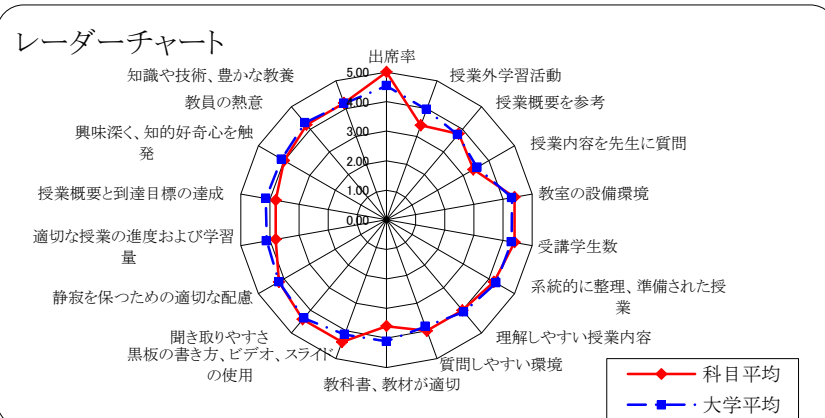 レーダーチャート
出席率
授業外学習活動
授業概要を参考
授業内容を先生に質問
教室の設備環境
受講学生数
系統的に整理、準備された授
業
理解しやすい授業内容
質問しやすい環境
教科書、教材が適切
黒板の書き方、ビデオ、スライド
の使用
聞き取りやすさ
静寂を保つための適切な配慮
適切な授業の進度および学習
量
授業概要と到達目標の達成
興味深く、知的好奇心を触
発
教員の熱意
知識や技術、豊かな教養
5.00
4.00
3.00
2.00
1.00
0.00
科目平均
大学平均